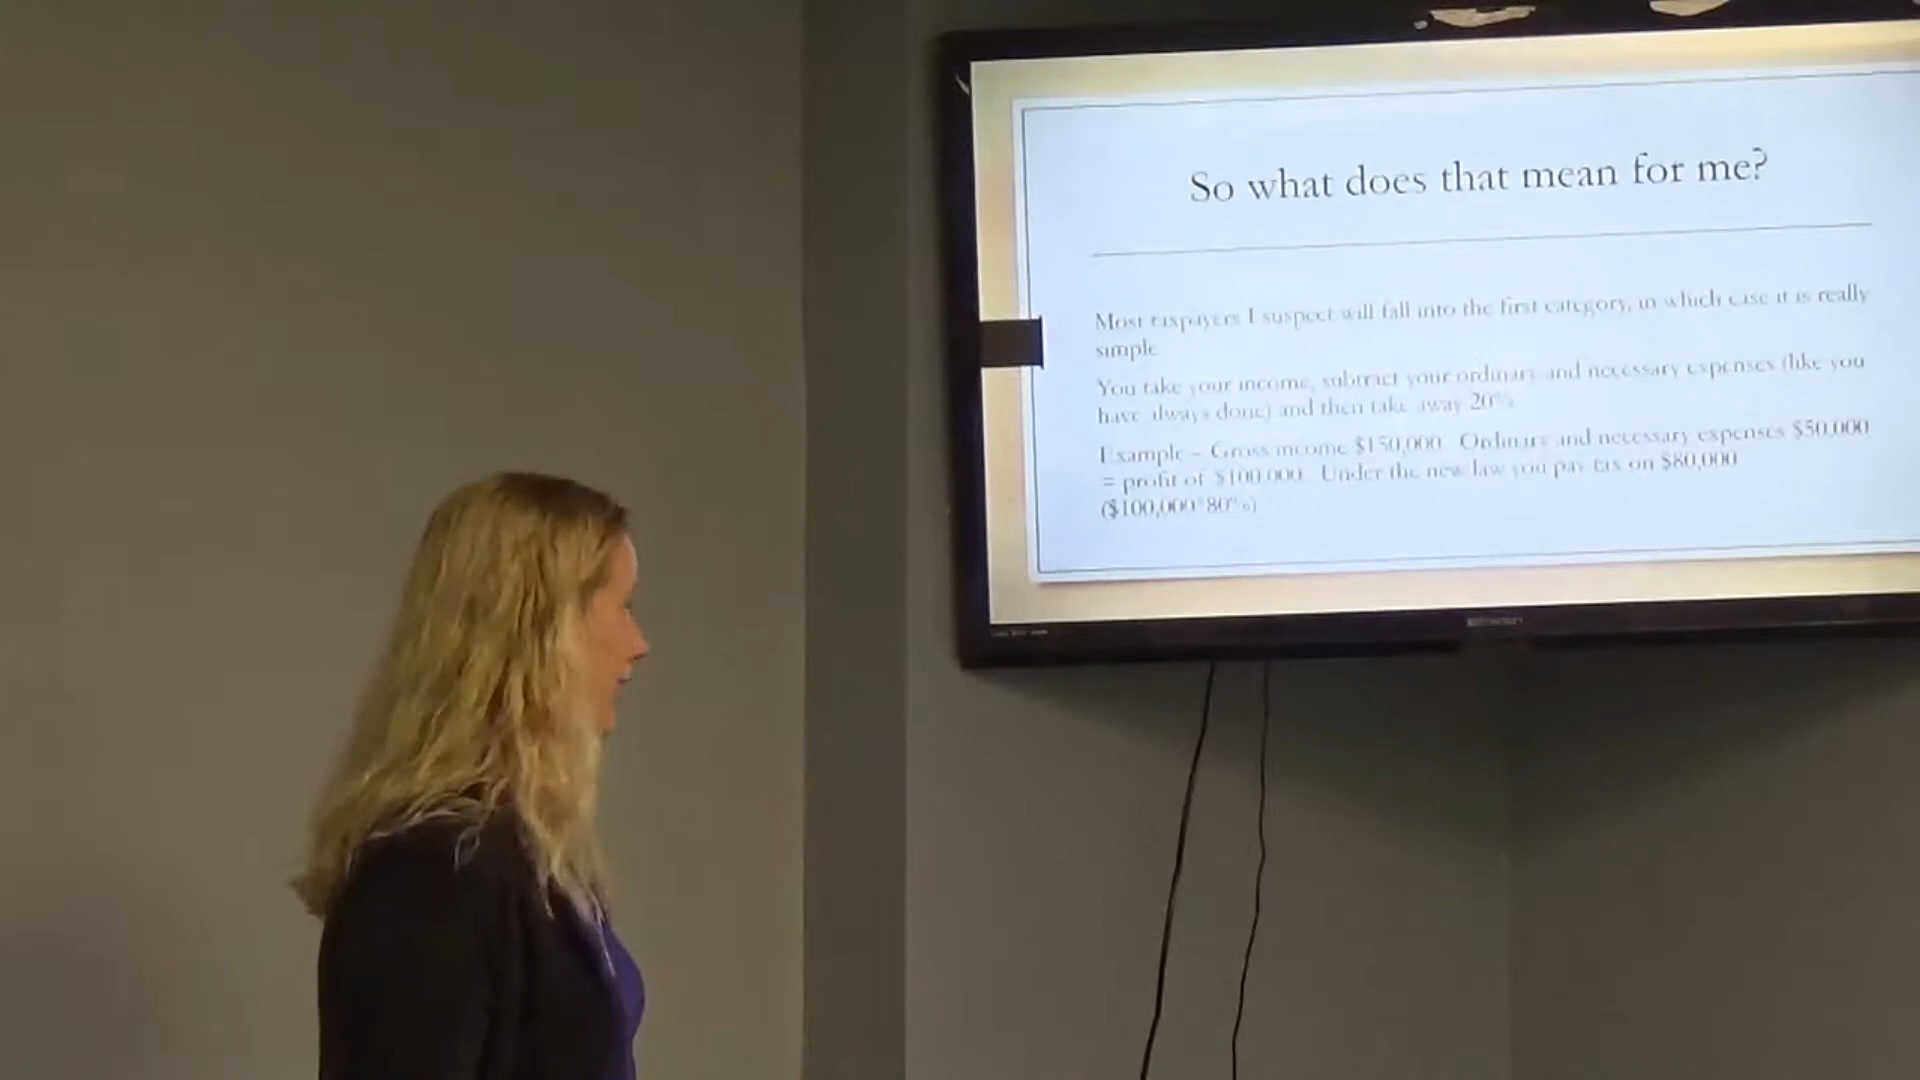 So what does that mean for me?
Most taxpayers I suspect will fall into the first category, in which case it is really
simple
You take your income, subtract your ordinary and necessary expenses (like you
have always done) and then take away 20%
Example – Gross income $150,000 Ordinary and necessary expenses $50,000
= profit of $100,000 Under the new law you pay tax on $80,000
($100,000*80%)